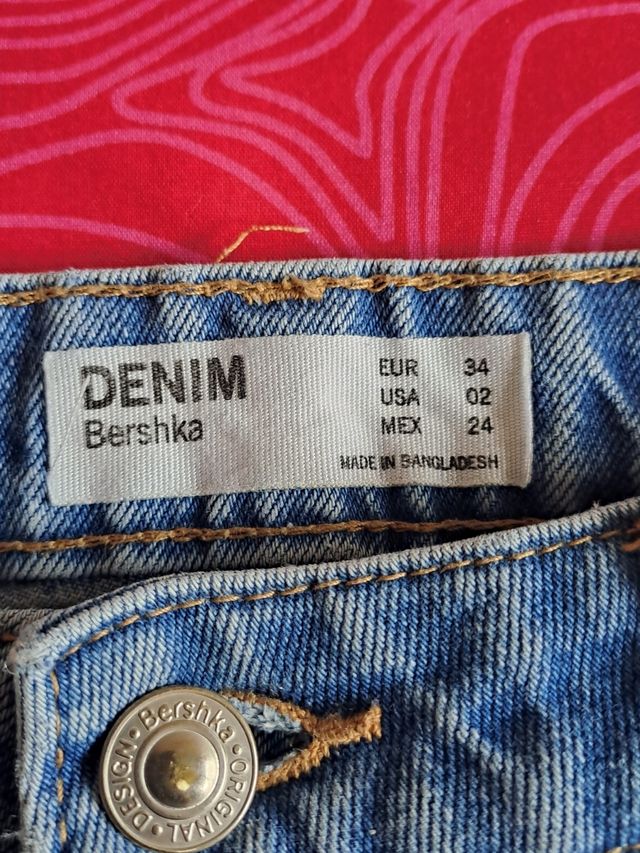 DENIM
Bershka
EUR 34
USA 02
MEX 24
MADE IN BANGLADESH
• Bershka • ORIGINAL • DESIGN